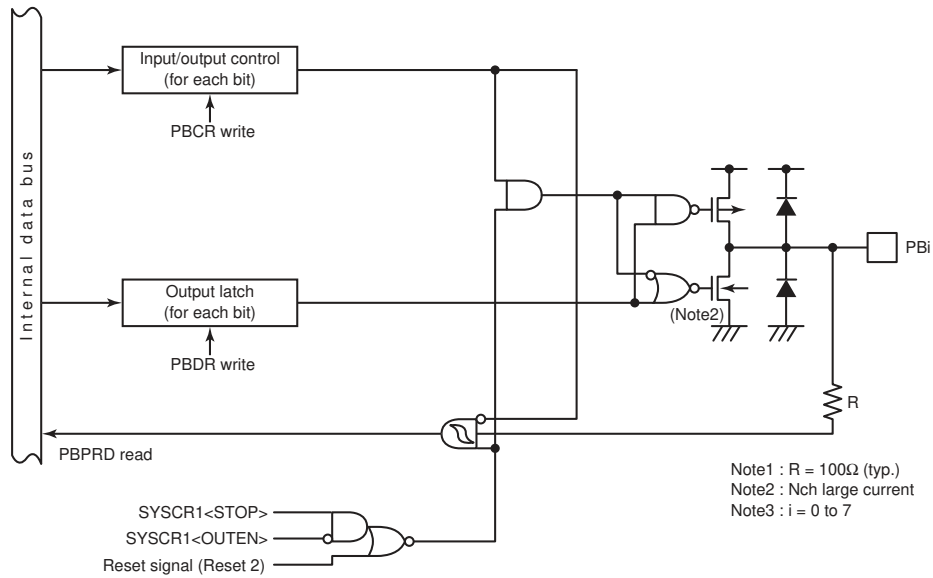 Internal data bus
Input/output control
(for each bit)
PBCR write
Output latch
(for each bit)
PBDR write
(Note2)
PBi
R
PBPRD read
Note1 : R = 100Ω (typ.)
Note2 : Nch large current
Note3 : i = 0 to 7
SYSCR1<STOP>
SYSCR1<OUTEN>
Reset signal (Reset 2)